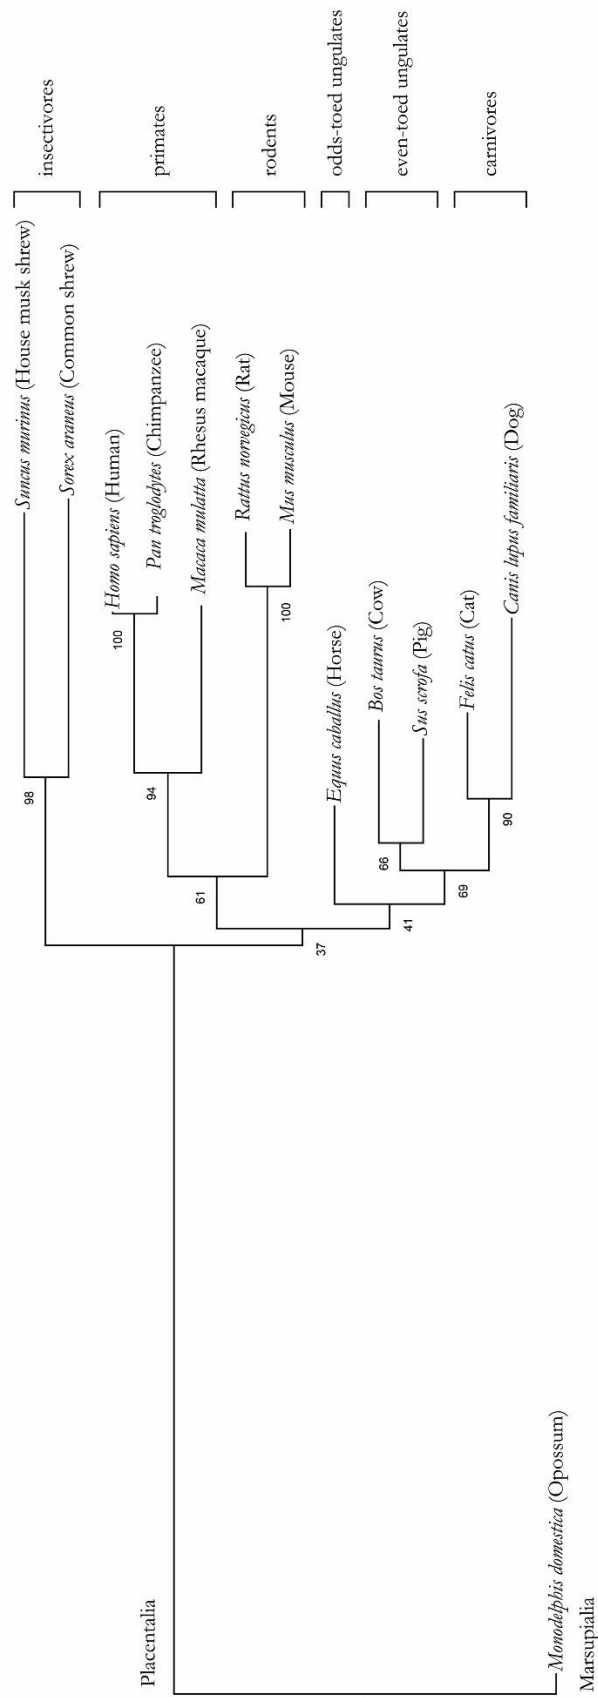 Placentalia
Suncus murinus (House musk shrew)
Sorex araneus (Common shrew)
insectivores
98
Homo sapiens (Human)
Pan troglodytes (Chimpanzee)
Macaca mulatta (Rhesus macaque)
primates
100
94
Rattus norvegicus (Rat)
Mus musculus (Mouse)
rodents
100
61
37
Equus caballus (Horse)
odds-toed ungulates
41
Bos taurus (Cow)
Sus scrofa (Pig)
even-toed ungulates
66
69
Felis catus (Cat)
Canis lupus familiaris (Dog)
carnivores
90
Monodelphis domestica (Opossum)
Marsupialia